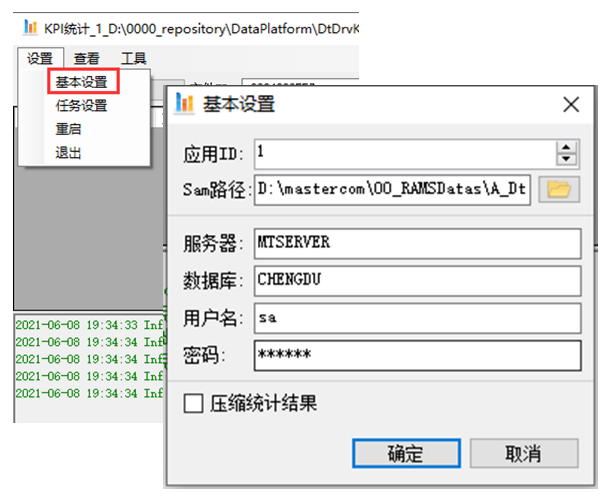 KPI统计_1_D:\0000_repository\DataPlatform\DtDrvK
设置 查看 工具
基本设置
任务设置
重启
退出
基本设置
应用ID: 1
Sam路径: D:\mastercom\00_RAMSDatas\A_Dt
服务器: MTSERVER
数据库: CHENGDU
用户名: sa
密码: ******
压缩统计结果
确定 取消
2021-06-08 19:34:33 Inf
2021-06-08 19:34:34 Inf
2021-06-08 19:34:34 Inf
2021-06-08 19:34:34 Inf
2021-06-08 19:34:34 Inf